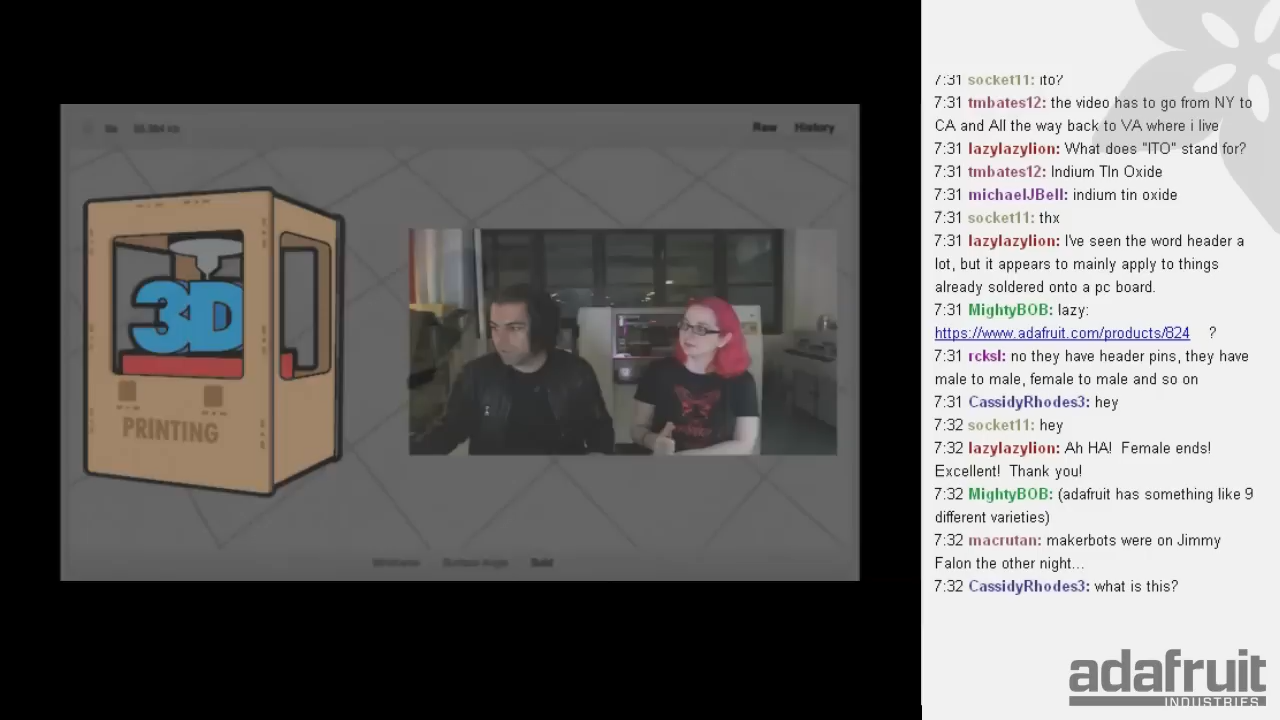 Raw History
3D
PRINTING
Solid
7:31 socket11: ito?
7:31 tmbates12: the video has to go from NY to
CA and All the way back to VA where i live
7:31 lazylazylion: What does "ITO" stand for?
7:31 tmbates12: Indium TIn Oxide
7:31 michaelJBell: indium tin oxide
7:31 socket11: thx
7:31 lazylazylion: I've seen the word header a
lot, but it appears to mainly apply to things
already soldered onto a pc board.
7:31 MightyBOB: lazy:
https://www.adafruit.com/products/824 ?
7:31 rcksl: no they have header pins, they have
male to male, female to male and so on
7:31 CassidyRhodes3: hey
7:32 socket11: hey
7:32 lazylazylion: Ah HA! Female ends!
Excellent! Thank you!
7:32 MightyBOB: (adafruit has something like 9
different varieties)
7:32 macrutan: makerbots were on Jimmy
Falon the other night...
7:32 CassidyRhodes3: what is this?
adafruit
INDUSTRIES